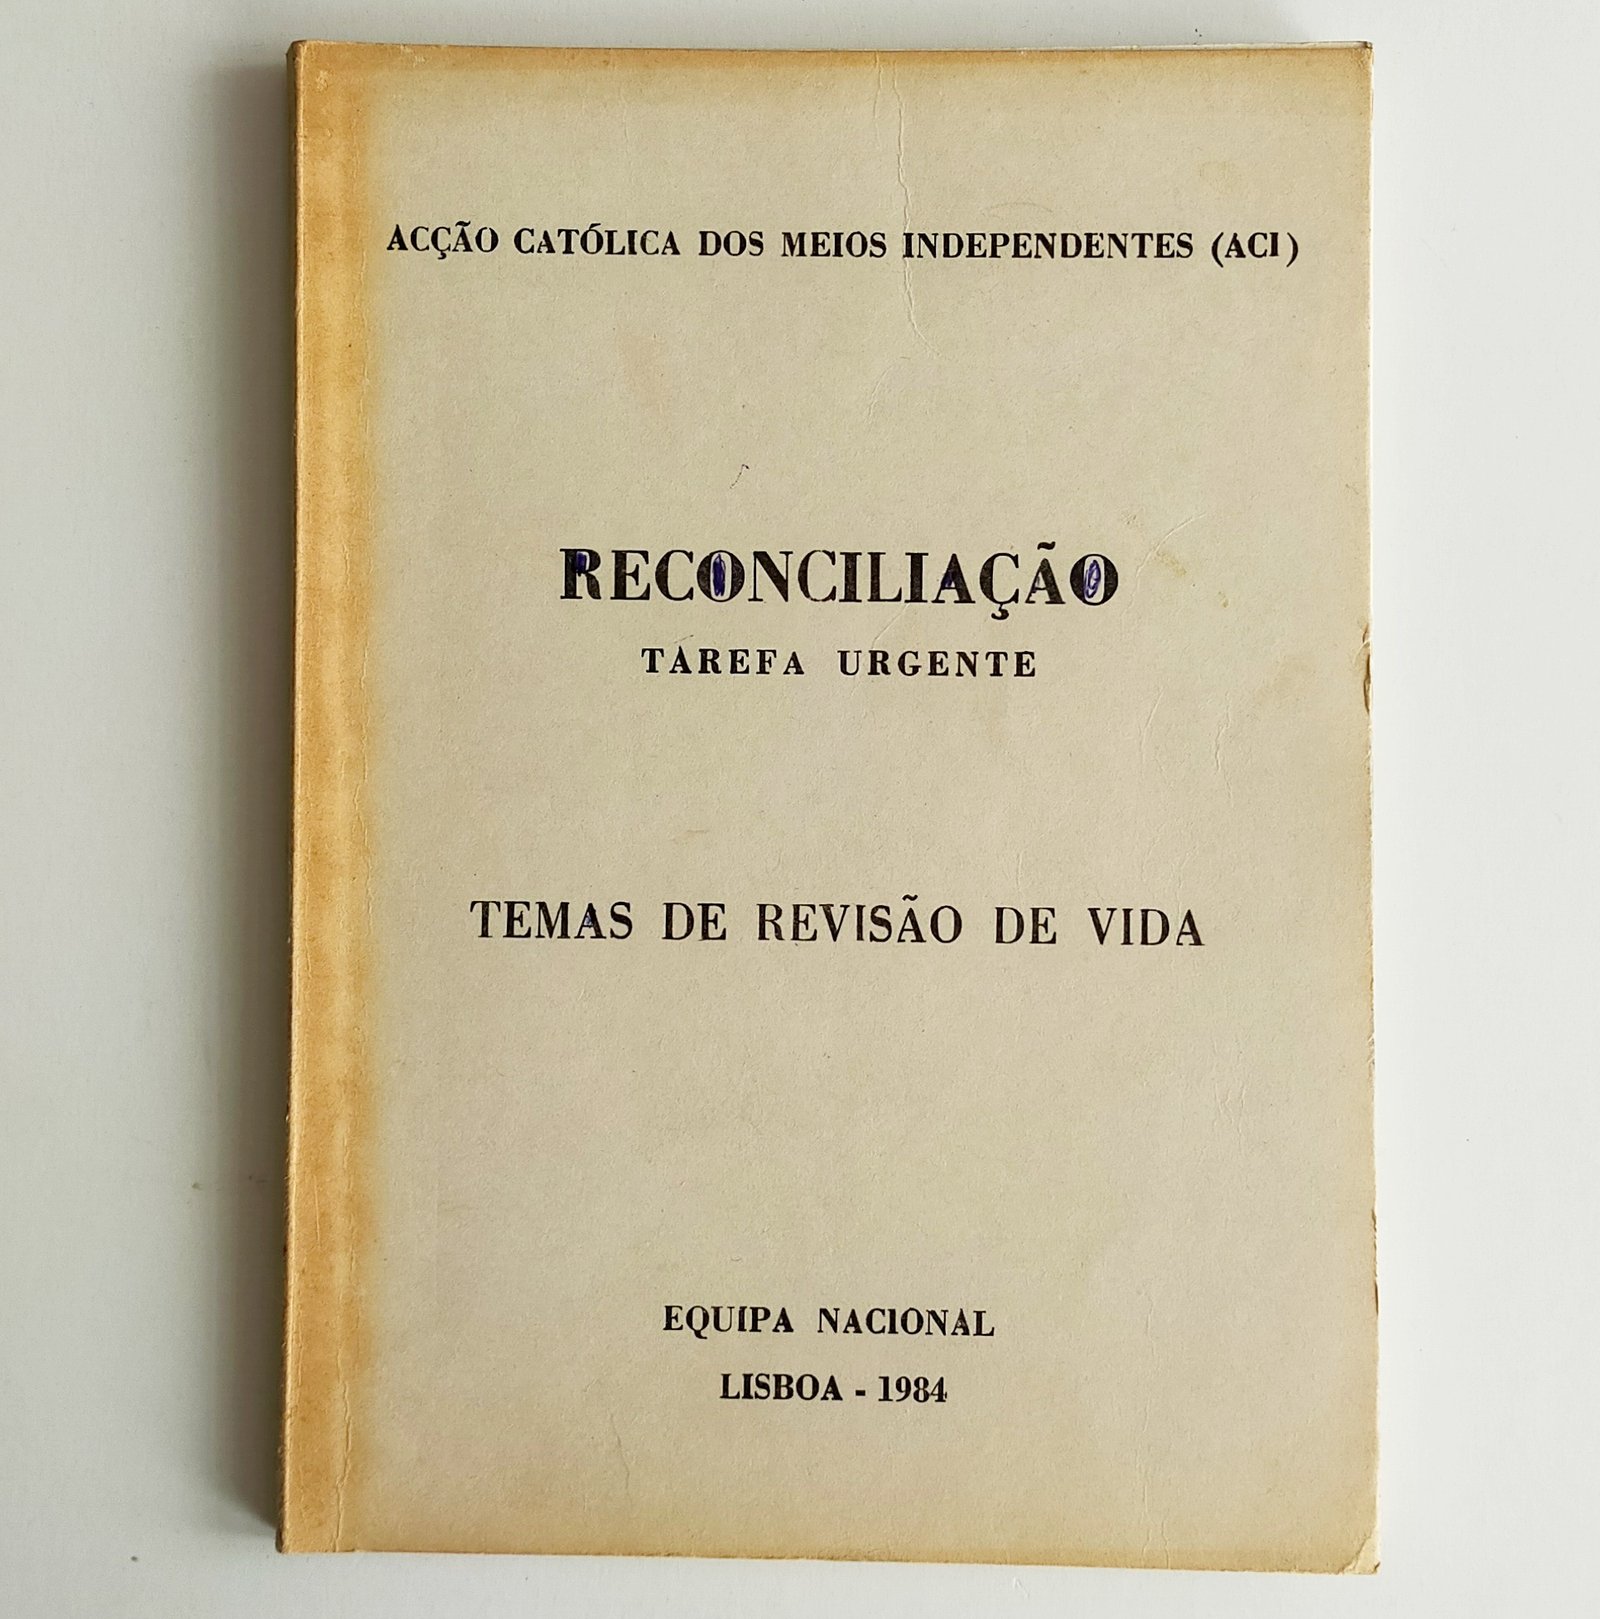 ACÇÃO CATÓLICA DOS MEIOS INDEPENDENTES (ACI)
RECONCILIAÇÃO
TAREFA URGENTE
TEMAS DE REVISÃO DE VIDA
EQUIPA NACIONAL
LISBOA - 1984